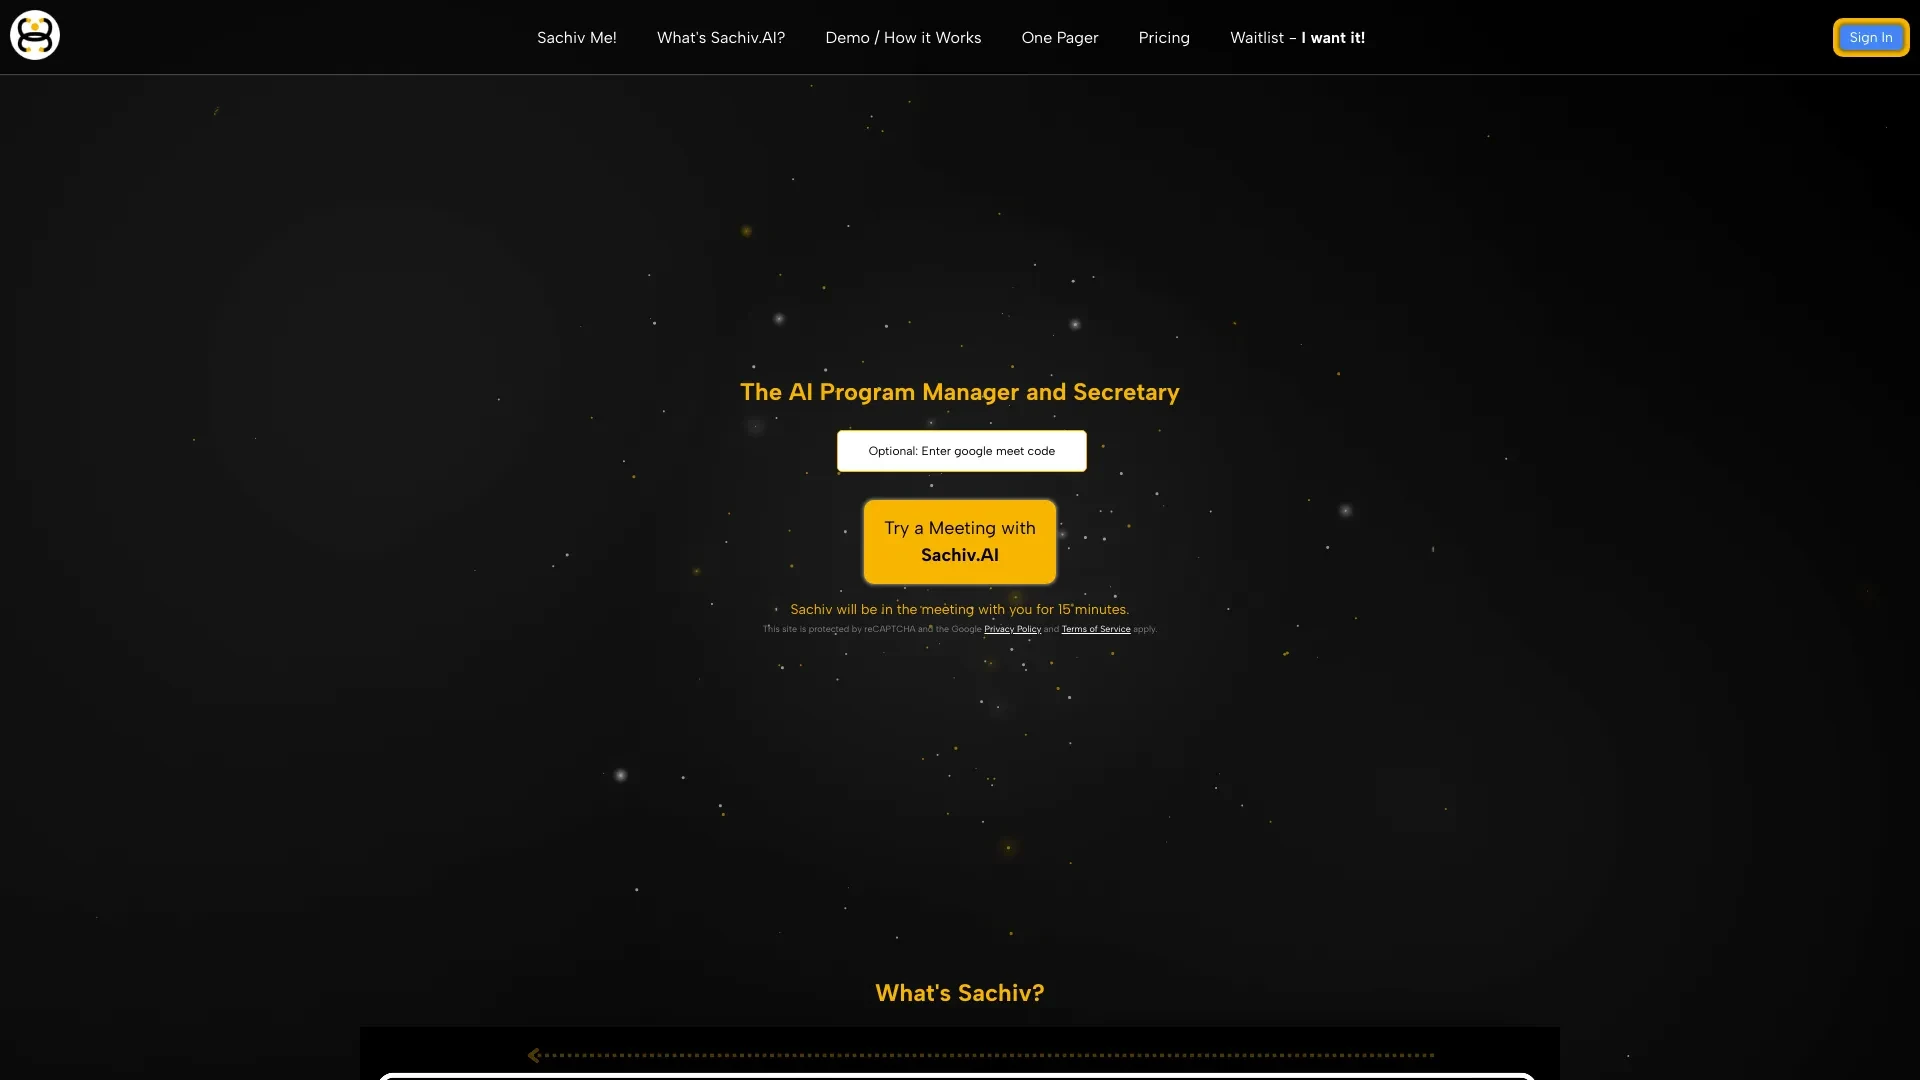 Sachiv Me!
What's Sachiv.AI?
Demo / How it Works
One Pager
Pricing
Waitlist - I want it!
Sign In
The AI Program Manager and Secretary
Optional: Enter google meet code
Try a Meeting with
Sachiv.AI
Sachiv will be in the meeting with you for 15 minutes.
This site is protected by reCAPTCHA and the Google Privacy Policy and Terms of Service apply.
What's Sachiv?